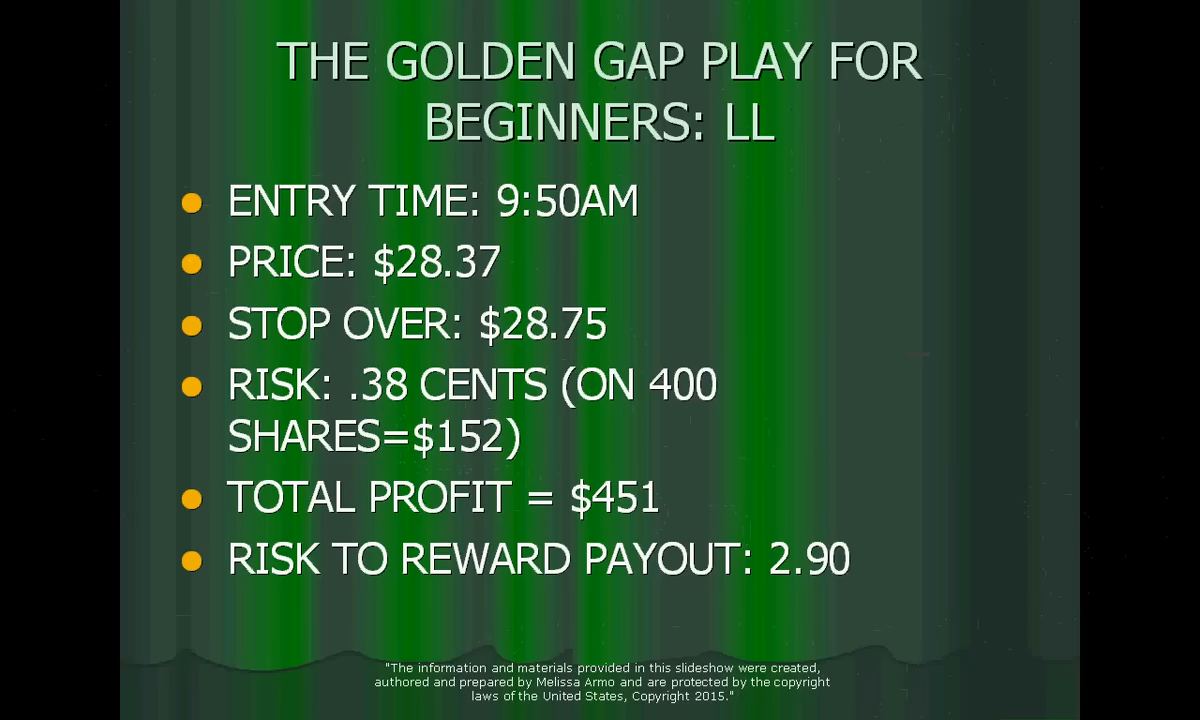 THE GOLDEN GAP PLAY FOR
BEGINNERS: LL
ENTRY TIME: 9:50AM
PRICE: $28.37
STOP OVER: $28.75
RISK: .38 CENTS (ON 400
SHARES=$152)
TOTAL PROFIT = $451
RISK TO REWARD PAYOUT: 2.90
"The information and materials provided in this slideshow were created,
authored and prepared by Melissa Armo and are protected by the copyright
laws of the United States, Copyright 2015."